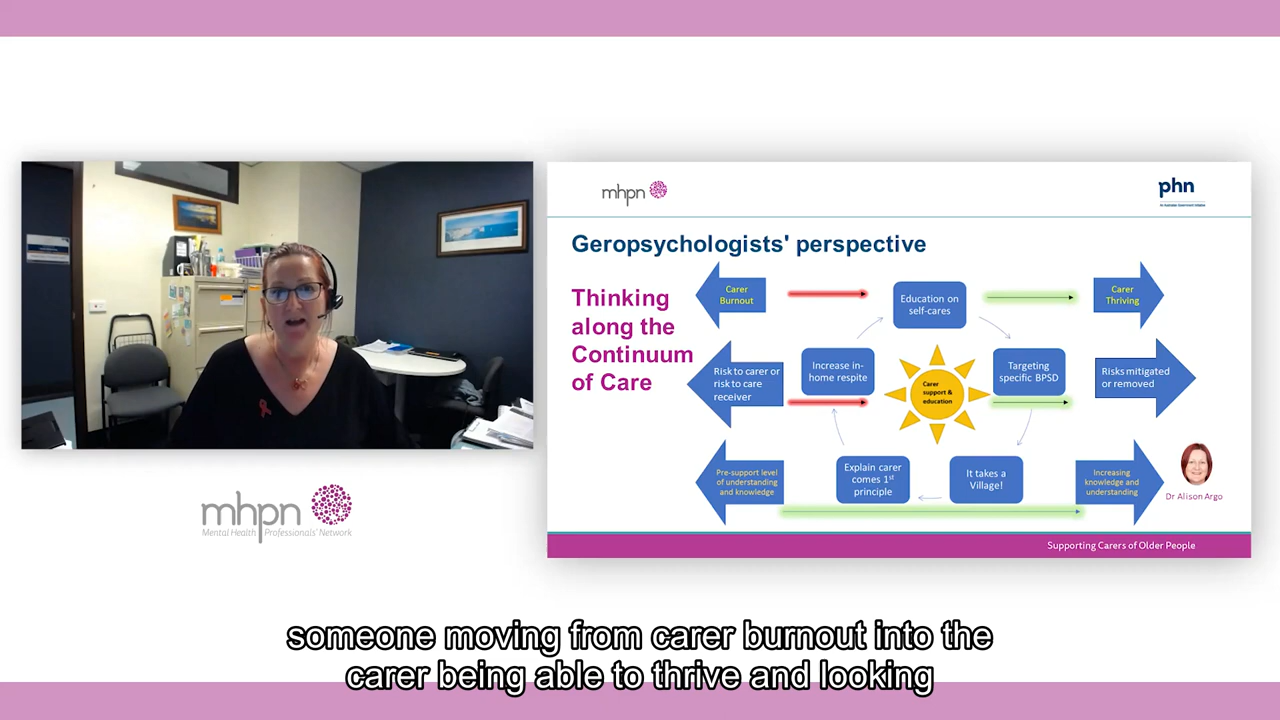 mhpn
Mental Health Professionals' Network
mhpn
phn
An Australian Government Initiative
Geropsychologists' perspective
Thinking
along the
Continuum
of Care
Carer
Burnout
Education on
self-cares
Carer
Thriving
Risk to carer or
risk to care
receiver
Increase in-
home respite
Carer
support &
education
Targeting
specific BPSD
Risks mitigated
or removed
Pre-support level
of understanding
and knowledge
Explain carer
comes 1st
principle
It takes a
Village!
Increasing
knowledge and
understanding
Dr Alison Argo
Supporting Carers of Older People
someone moving from carer burnout into the
carer being able to thrive and looking